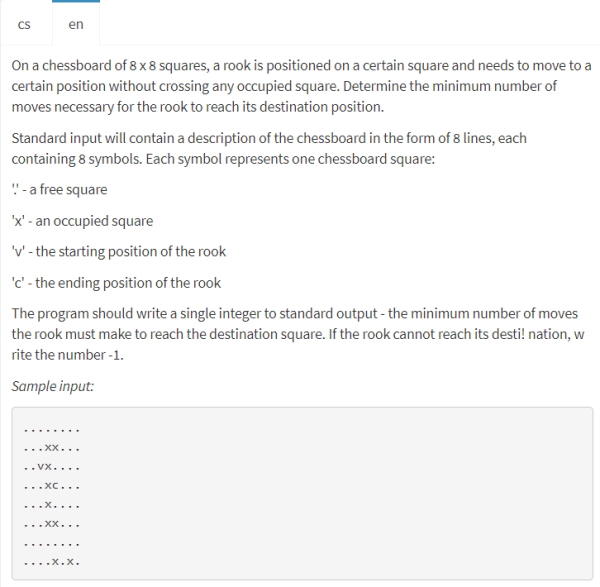 cs
en
On a chessboard of 8 x 8 squares, a rook is positioned on a certain square and needs to move to a
certain position without crossing any occupied square. Determine the minimum number of
moves necessary for the rook to reach its destination position.
Standard input will contain a description of the chessboard in the form of 8 lines, each
containing 8 symbols. Each symbol represents one chessboard square:
'.' - a free square
'x' - an occupied square
'v' - the starting position of the rook
'c' - the ending position of the rook
The program should write a single integer to standard output - the minimum number of moves
the rook must make to reach the destination square. If the rook cannot reach its desti! nation, w
rite the number -1.
Sample input:
........
...xx...
..vx....
...xc...
...x....
...xx...
........
....x.x.